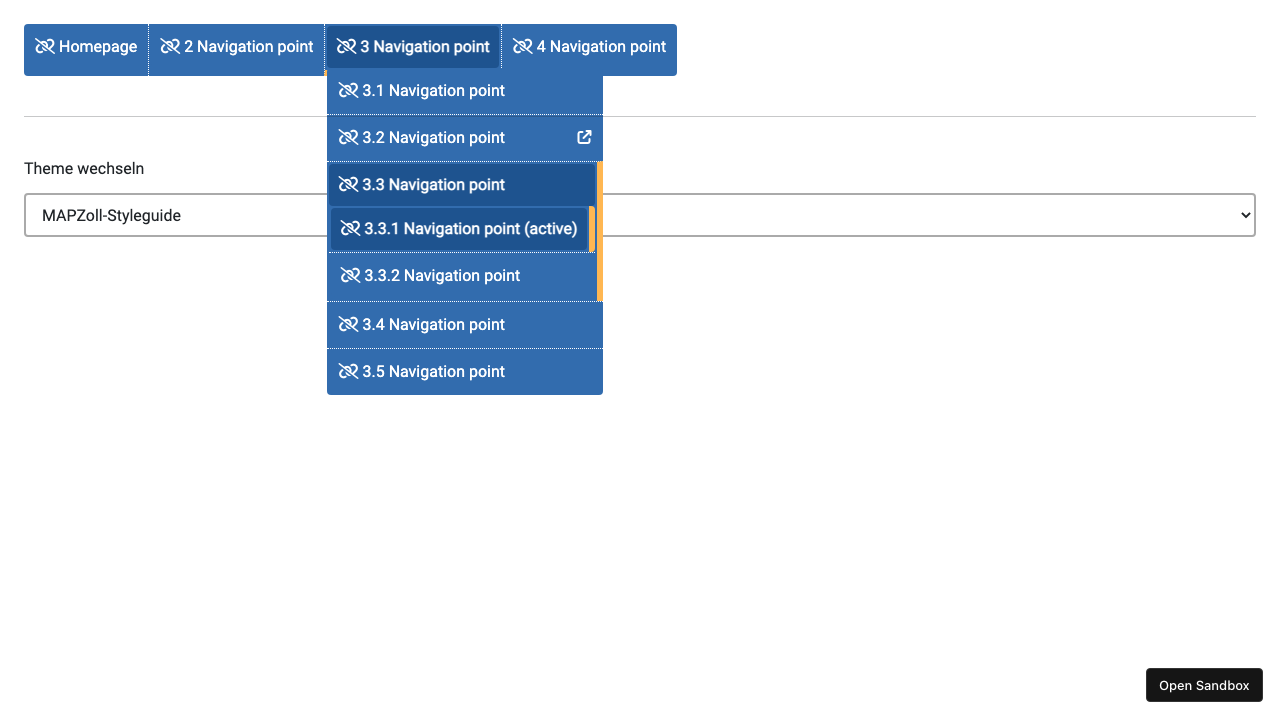 Homepage
2 Navigation point
3 Navigation point
4 Navigation point
3.1 Navigation point
3.2 Navigation point
Theme wechseln
3.3 Navigation point
MAPZoll-Styleguide
3.3.1 Navigation point (active)
3.3.2 Navigation point
3.4 Navigation point
3.5 Navigation point
Open Sandbox